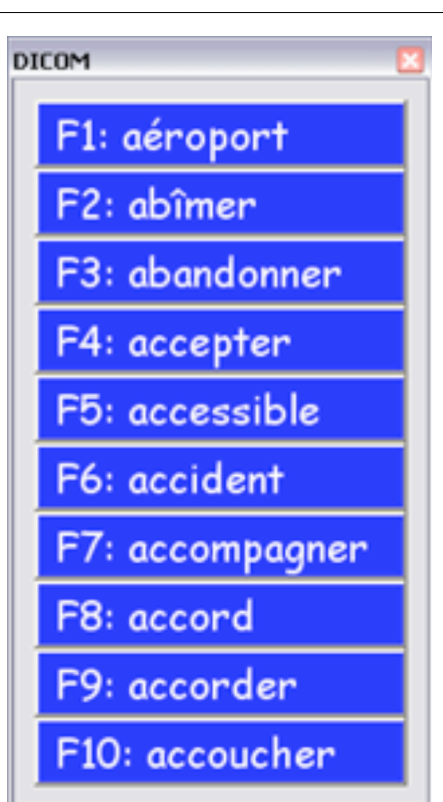 DICOM
F1: aéroport
F2: abîmer
F3: abandonner
F4: accepter
F5: accessible
F6: accident
F7: accompagner
F8: accord
F9: accorder
F10: accoucher